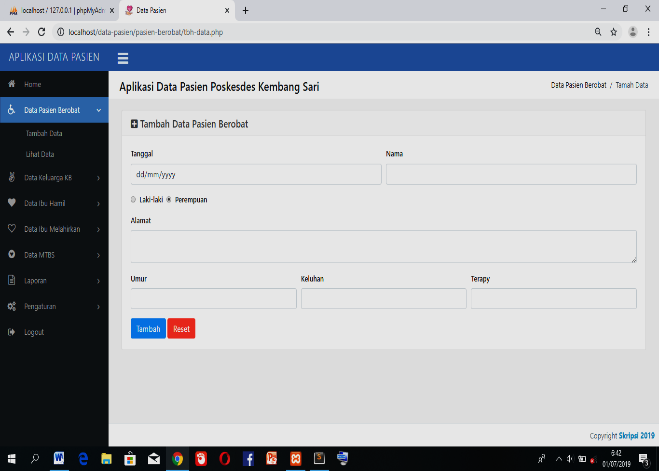 localhost / 127.0.0.1 | phpMyAdm
Data Pasien
localhost/data-pasien/pasien-berobat/tbh-data.php
APLIKASI DATA PASIEN
Home
Data Pasien Berobat
Tambah Data
Lihat Data
Data Keluarga KB
Data Ibu Hamil
Data Ibu Melahirkan
Data MTBS
Laporan
Pengaturan
Logout
Aplikasi Data Pasien Poskesdes Kembang Sari
Data Pasien Berobat / Tamah Data
Tambah Data Pasien Berobat
Tanggal Nama
dd/mm/yyyy
Laki-laki Perempuan
Alamat
Umur Keluhan Terapy
Tambah Reset
Copyright Skripsi 2019
6:42
01/07/2019